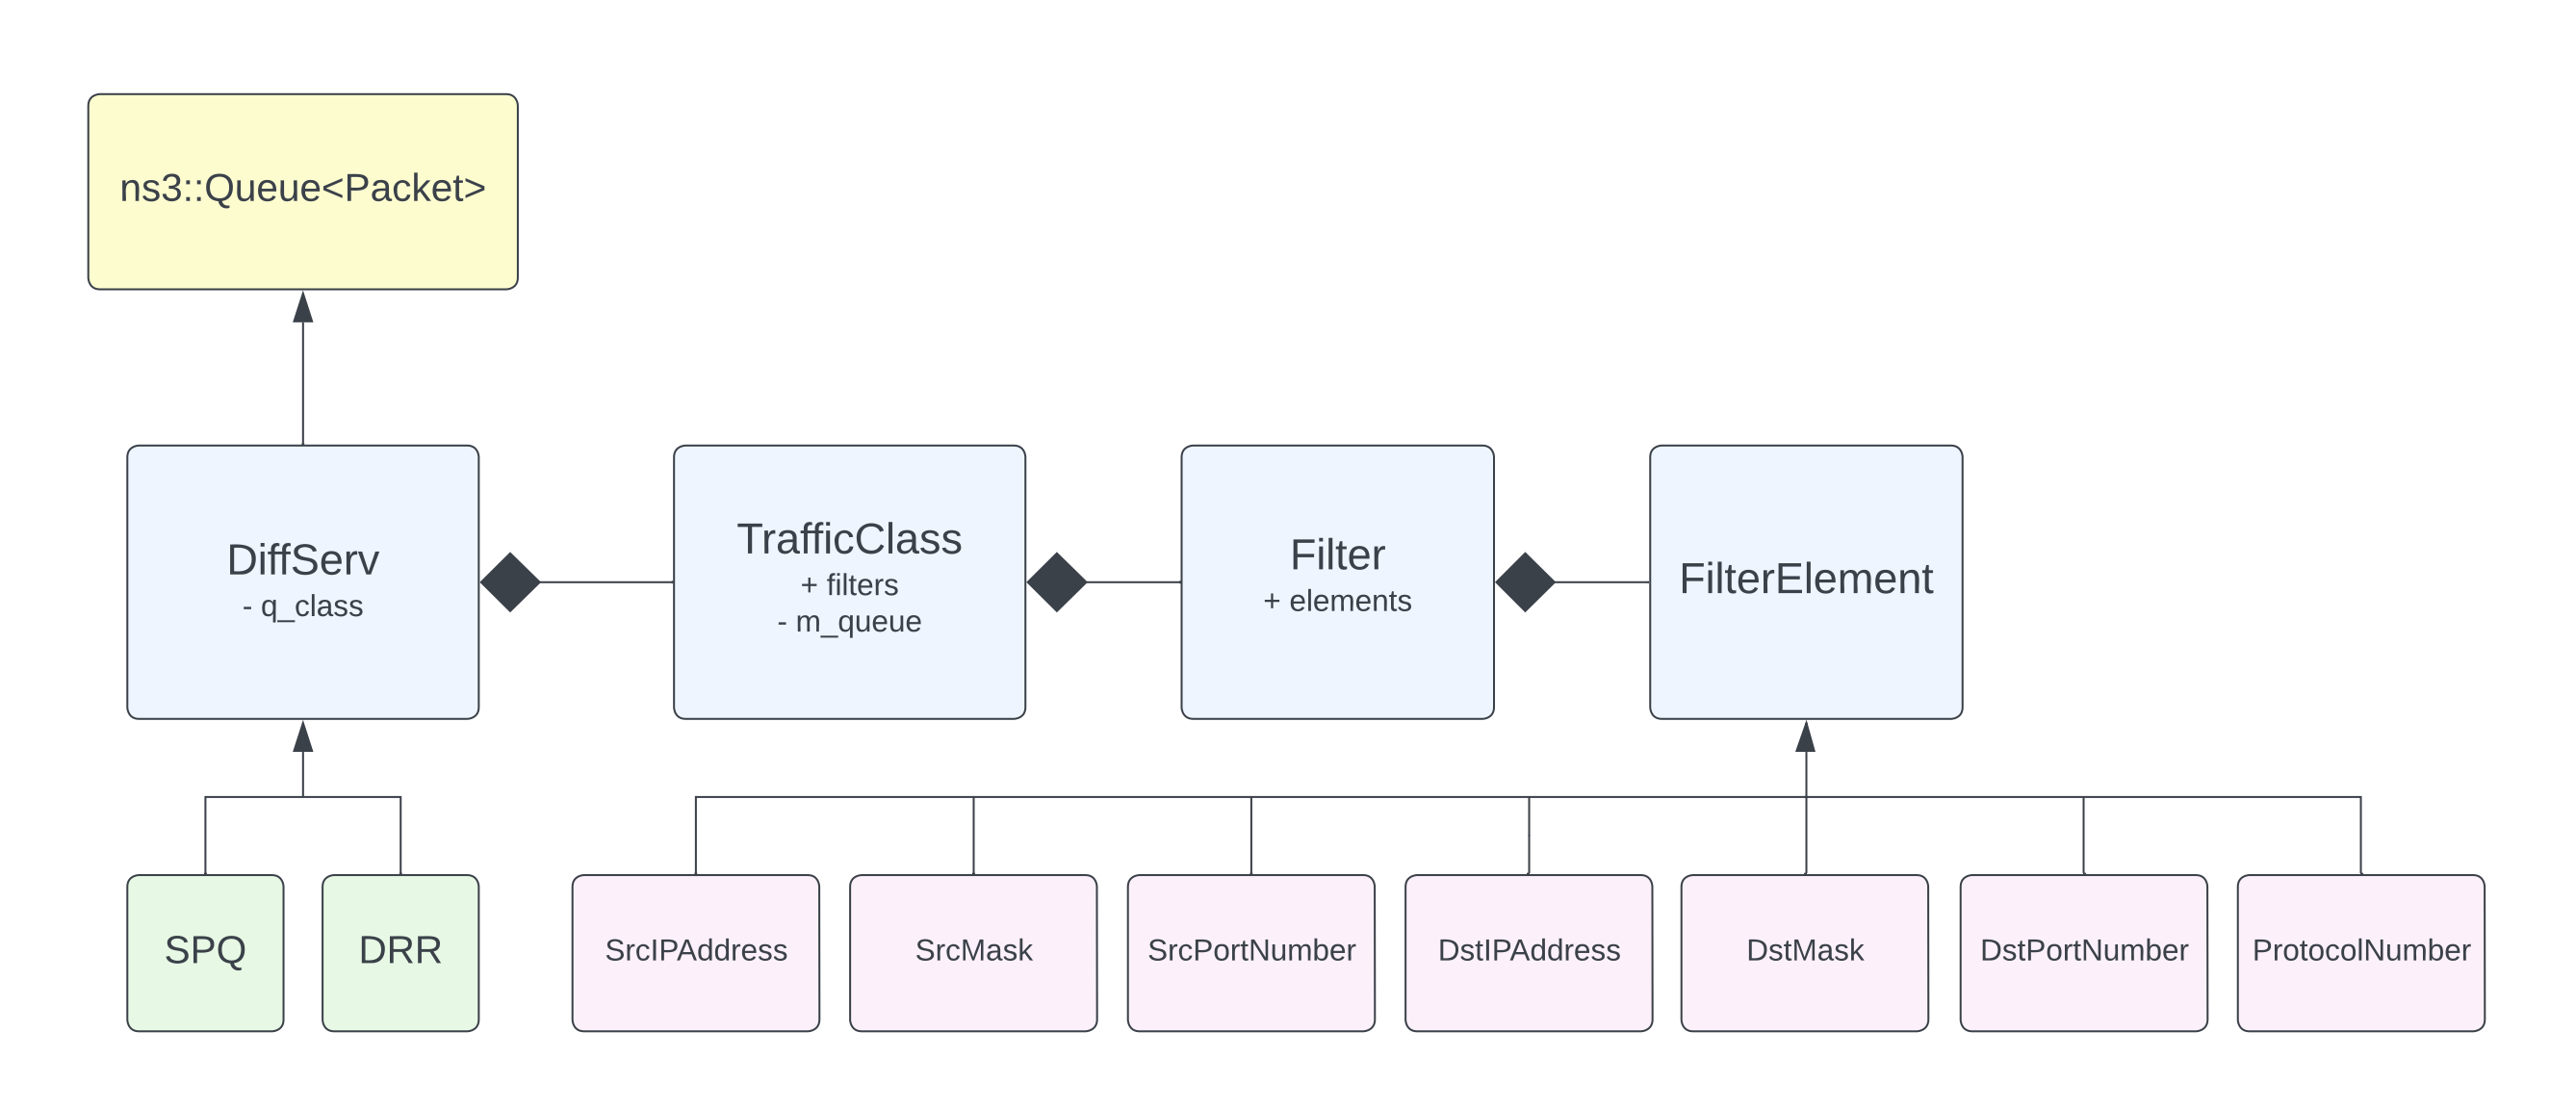 ns3::Queue<Packet>
DiffServ
- q_class
TrafficClass
+ filters
- m_queue
Filter
+ elements
FilterElement
SPQ
DRR
SrcIPAddress
SrcMask
SrcPortNumber
DstIPAddress
DstMask
DstPortNumber
ProtocolNumber